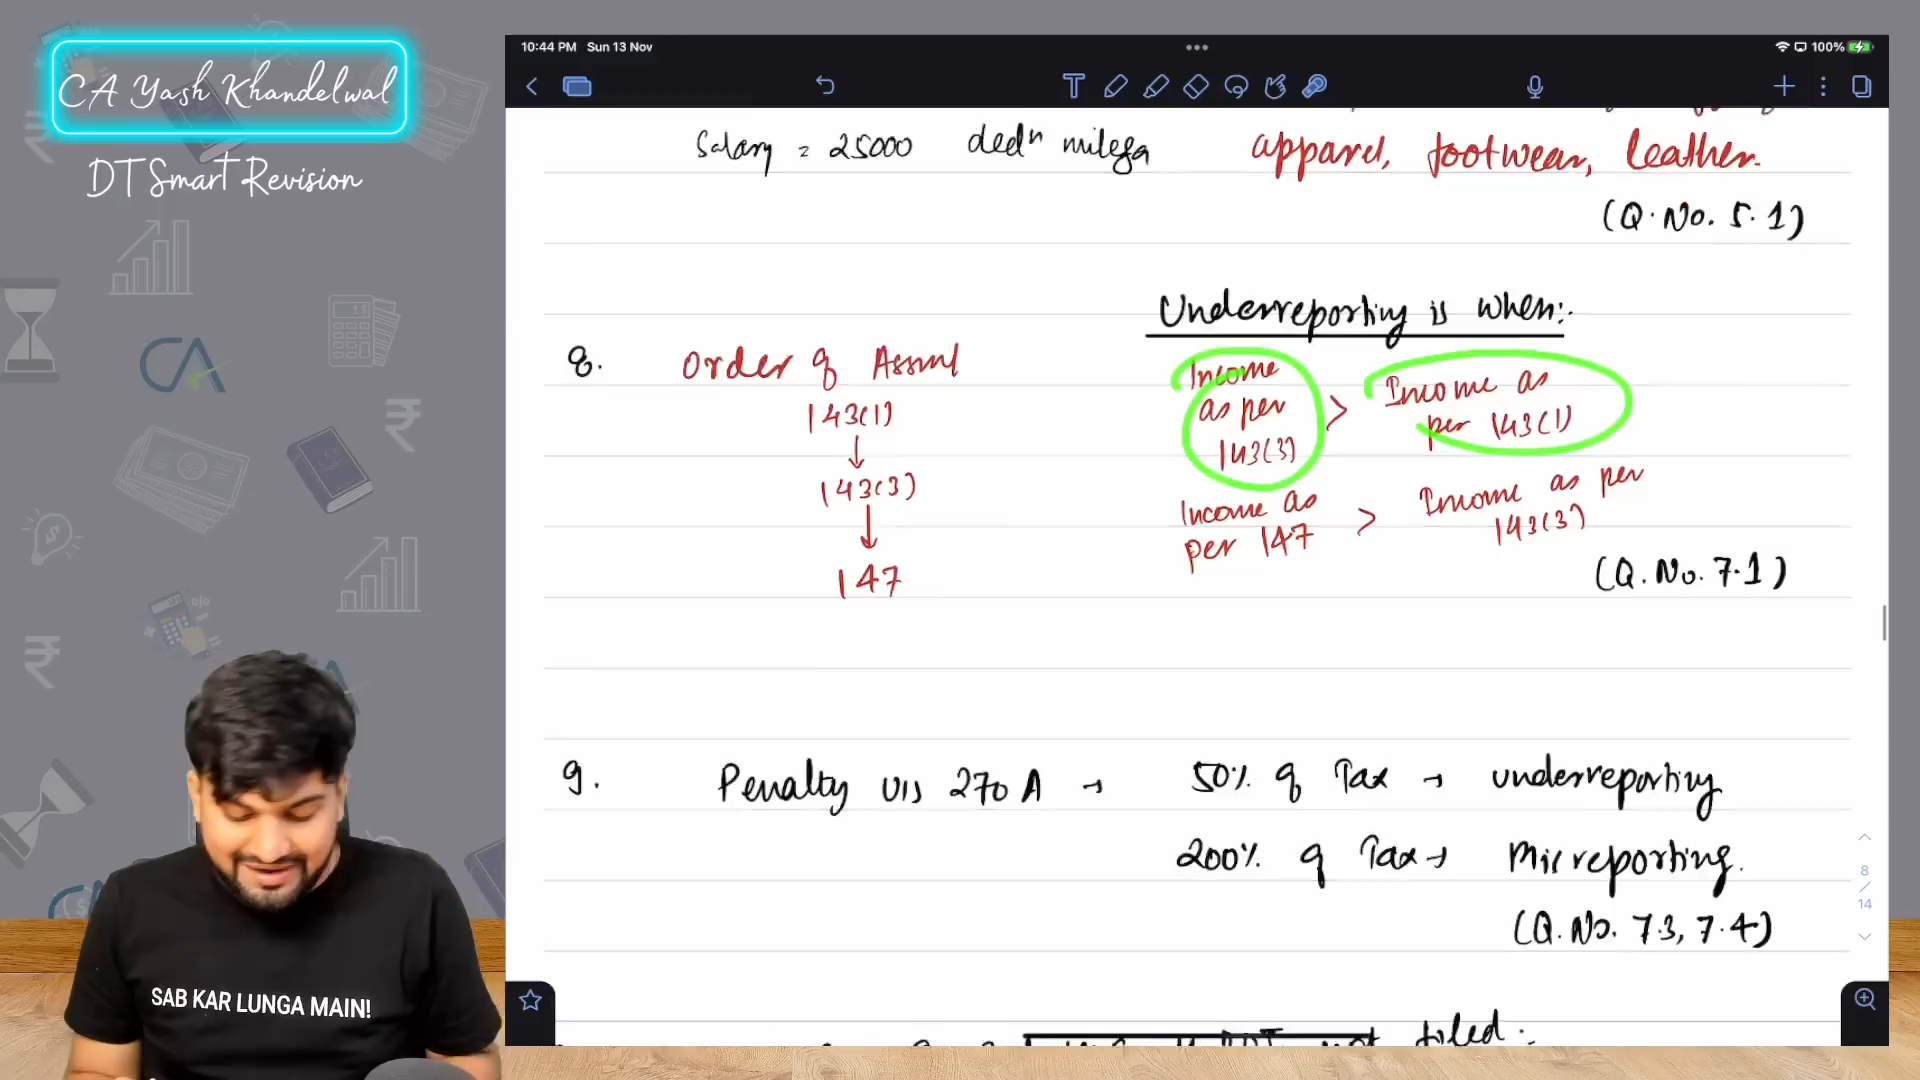 CA Yash Khandelwal
DT Smart Revision
10:44 PM Sun 13 Nov
100%
Salary = 25000 dedn milega
apparel, footwear, leather.
(Q. No. 5.1)
Underreporting is when:
8. Order of Assmt
143(1)
143(3)
147
Income as per 143(3) > Income as per 143(1)
Income as per 147 > Income as per 143(3)
(Q. No. 7.1)
9. Penalty u/s 270A → 50% of Tax → underreporting
200% of Tax → Misreporting.
(Q. No. 7.3, 7.4)
not filed:
8
/
14
CA
SAB KAR LUNGA MAIN!